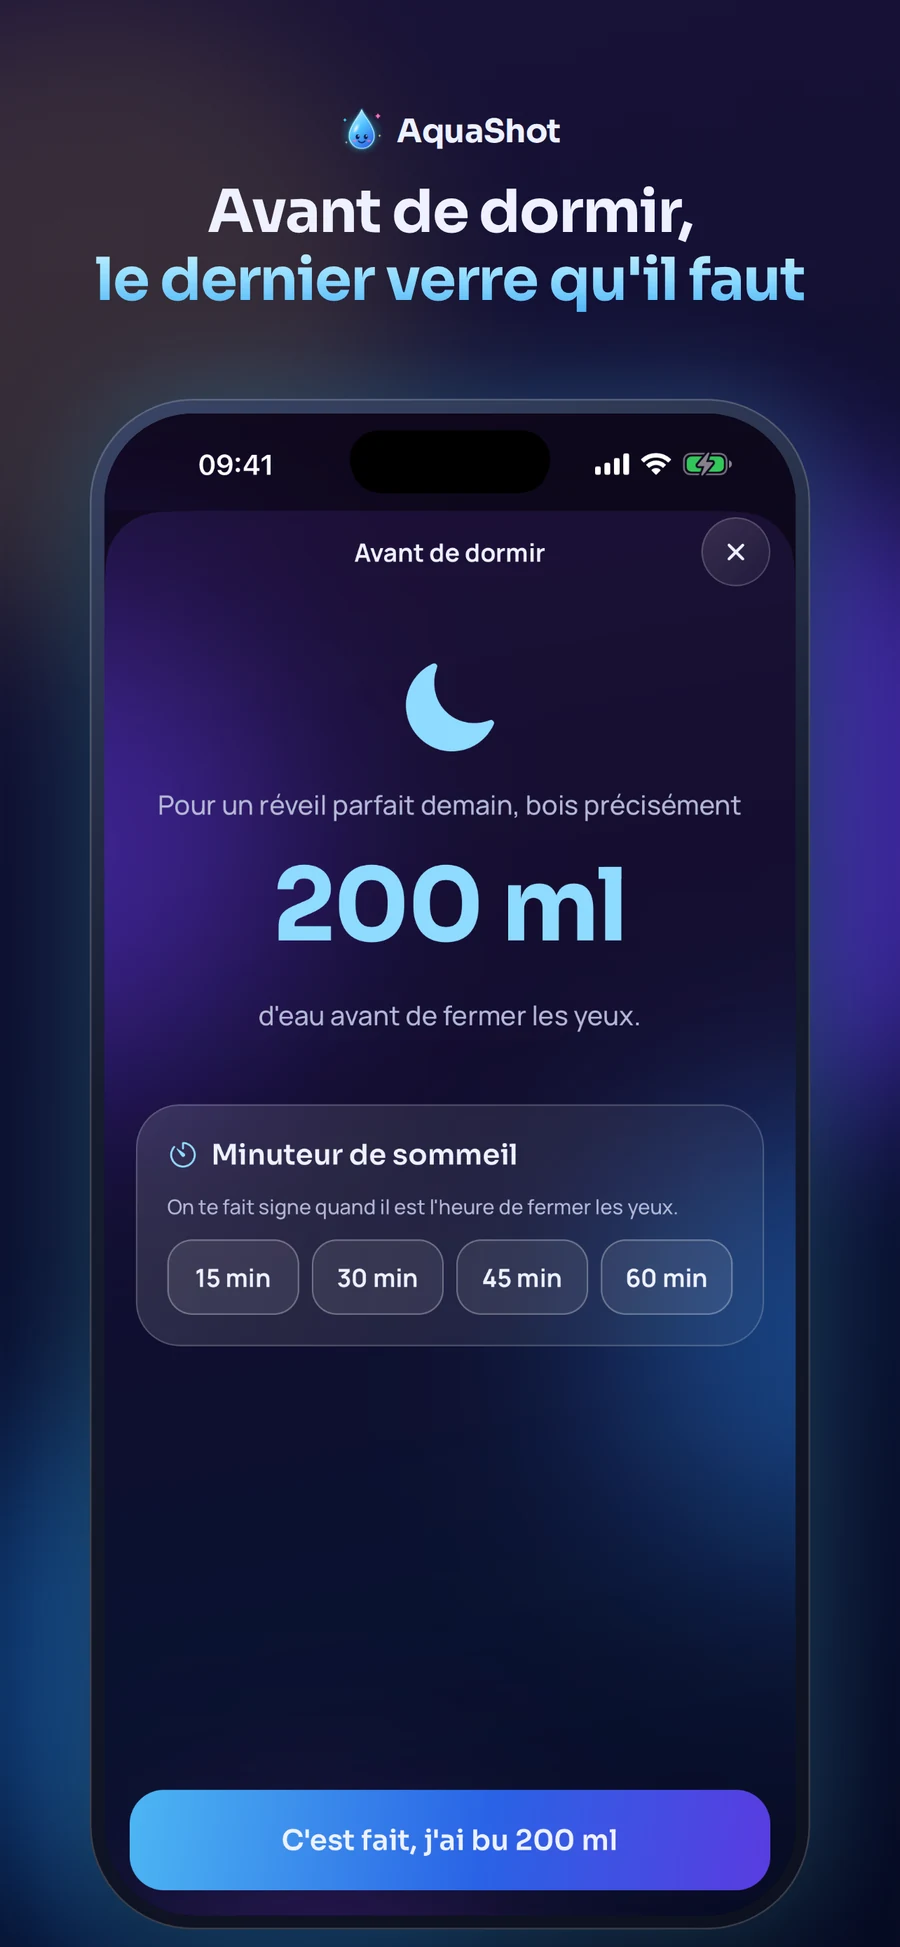 AquaShot
Avant de dormir,
le dernier verre qu'il faut
09:41
Avant de dormir
Pour un réveil parfait demain, bois précisément
200 ml
d'eau avant de fermer les yeux.
Minuteur de sommeil
On te fait signe quand il est l'heure de fermer les yeux.
15 min 30 min 45 min 60 min
C'est fait, j'ai bu 200 ml